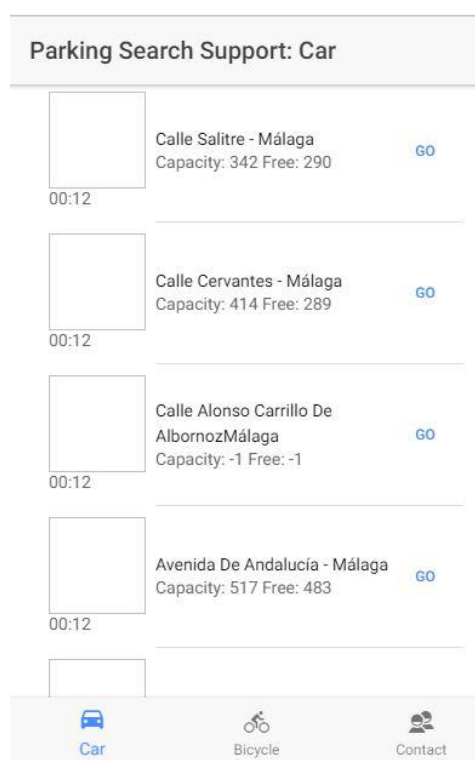 Parking Search Support: Car
Calle Salitre - Málaga
Capacity: 342 Free: 290
GO
00:12
Calle Cervantes - Málaga
Capacity: 414 Free: 289
GO
00:12
Calle Alonso Carrillo De
AlbornozMálaga
Capacity: -1 Free: -1
GO
00:12
Avenida De Andalucía - Málaga
Capacity: 517 Free: 483
GO
00:12
Car
Bicycle
Contact